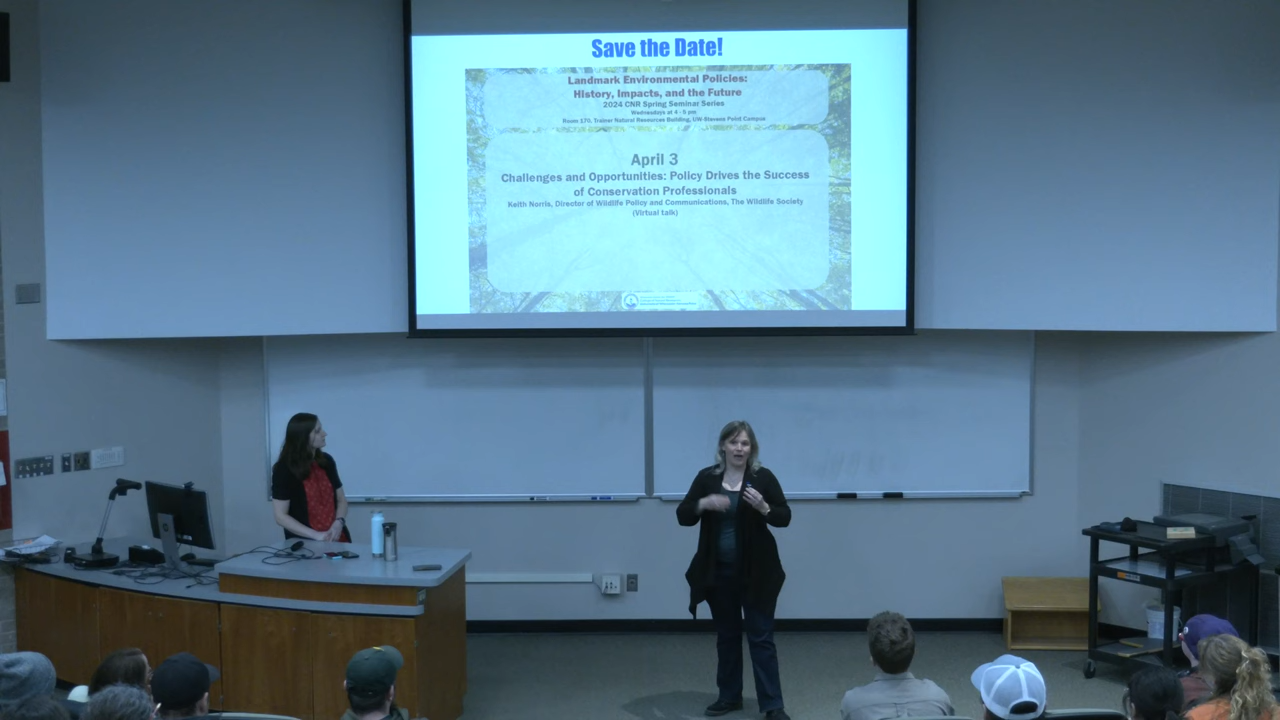 Save the Date!
Landmark Environmental Policies:
History, Impacts, and the Future
2024 CNR Spring Seminar Series
Wednesdays at 4 - 5 pm
Room 170, Trainer Natural Resources Building, UW-Stevens Point Campus
April 3
Challenges and Opportunities: Policy Drives the Success
of Conservation Professionals
Keith Norris, Director of Wildlife Policy and Communications, The Wildlife Society
(Virtual talk)